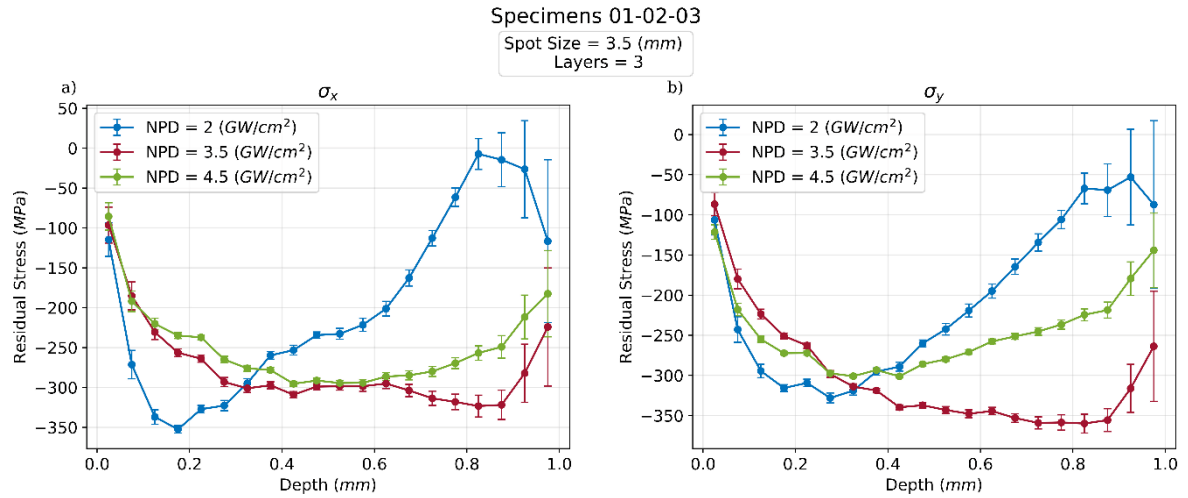 Specimens 01-02-03
Spot Size = 3.5 (mm)
Layers = 3
a)
σx
NPD = 2 (GW/cm²)
NPD = 3.5 (GW/cm²)
NPD = 4.5 (GW/cm²)
50
0
−50
−100
−150
−200
−250
−300
−350
Residual Stress (MPa)
0.0 0.2 0.4 0.6 0.8 1.0
Depth (mm)
b)
σy
NPD = 2 (GW/cm²)
NPD = 3.5 (GW/cm²)
NPD = 4.5 (GW/cm²)
0
−50
−100
−150
−200
−250
−300
−350
Residual Stress (MPa)
0.0 0.2 0.4 0.6 0.8 1.0
Depth (mm)